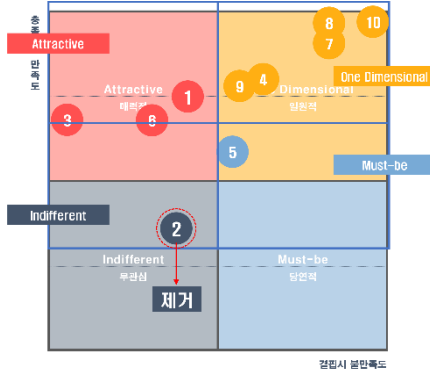 충족
만족도
8
10
7
Attractive
One Dimensional
9
4
Attractive
매력적
Dimensional
일원적
1
3
6
5
Must-be
Indifferent
2
Indifferent
무관심
Must-be
당연적
제거
결핍시 불만족도